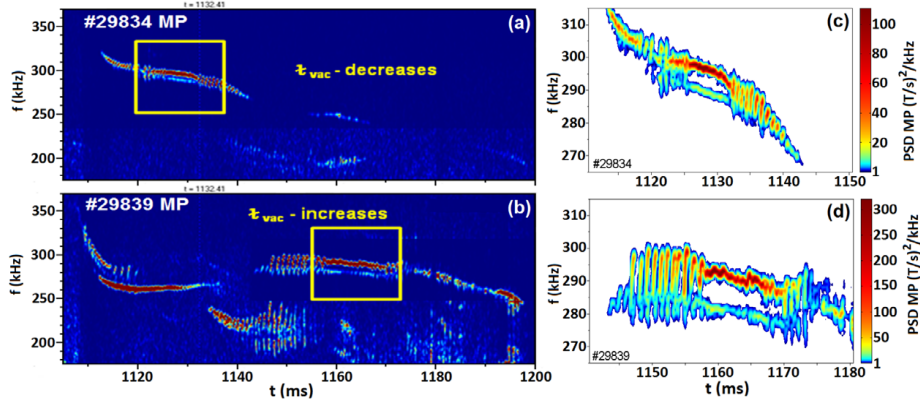 t = 1132.41
#29834 MP
(a)
ɩ vac - decreases
f (kHz)
350
300
250
200
t = 1132.41
#29839 MP
(b)
ɩ vac - increases
f (kHz)
350
300
250
200
1120 1140 1160 1180 1200
t (ms)
(c)
f (kHz)
310
300
290
280
270
#29834
1120 1130 1140 1150
100
80
60
40
20
1
PSD MP (T/s)²/kHz
(d)
f (kHz)
310
300
290
280
270
#29839
1150 1160 1170 1180
t (ms)
300
250
200
150
100
50
1
PSD MP (T/s)²/kHz